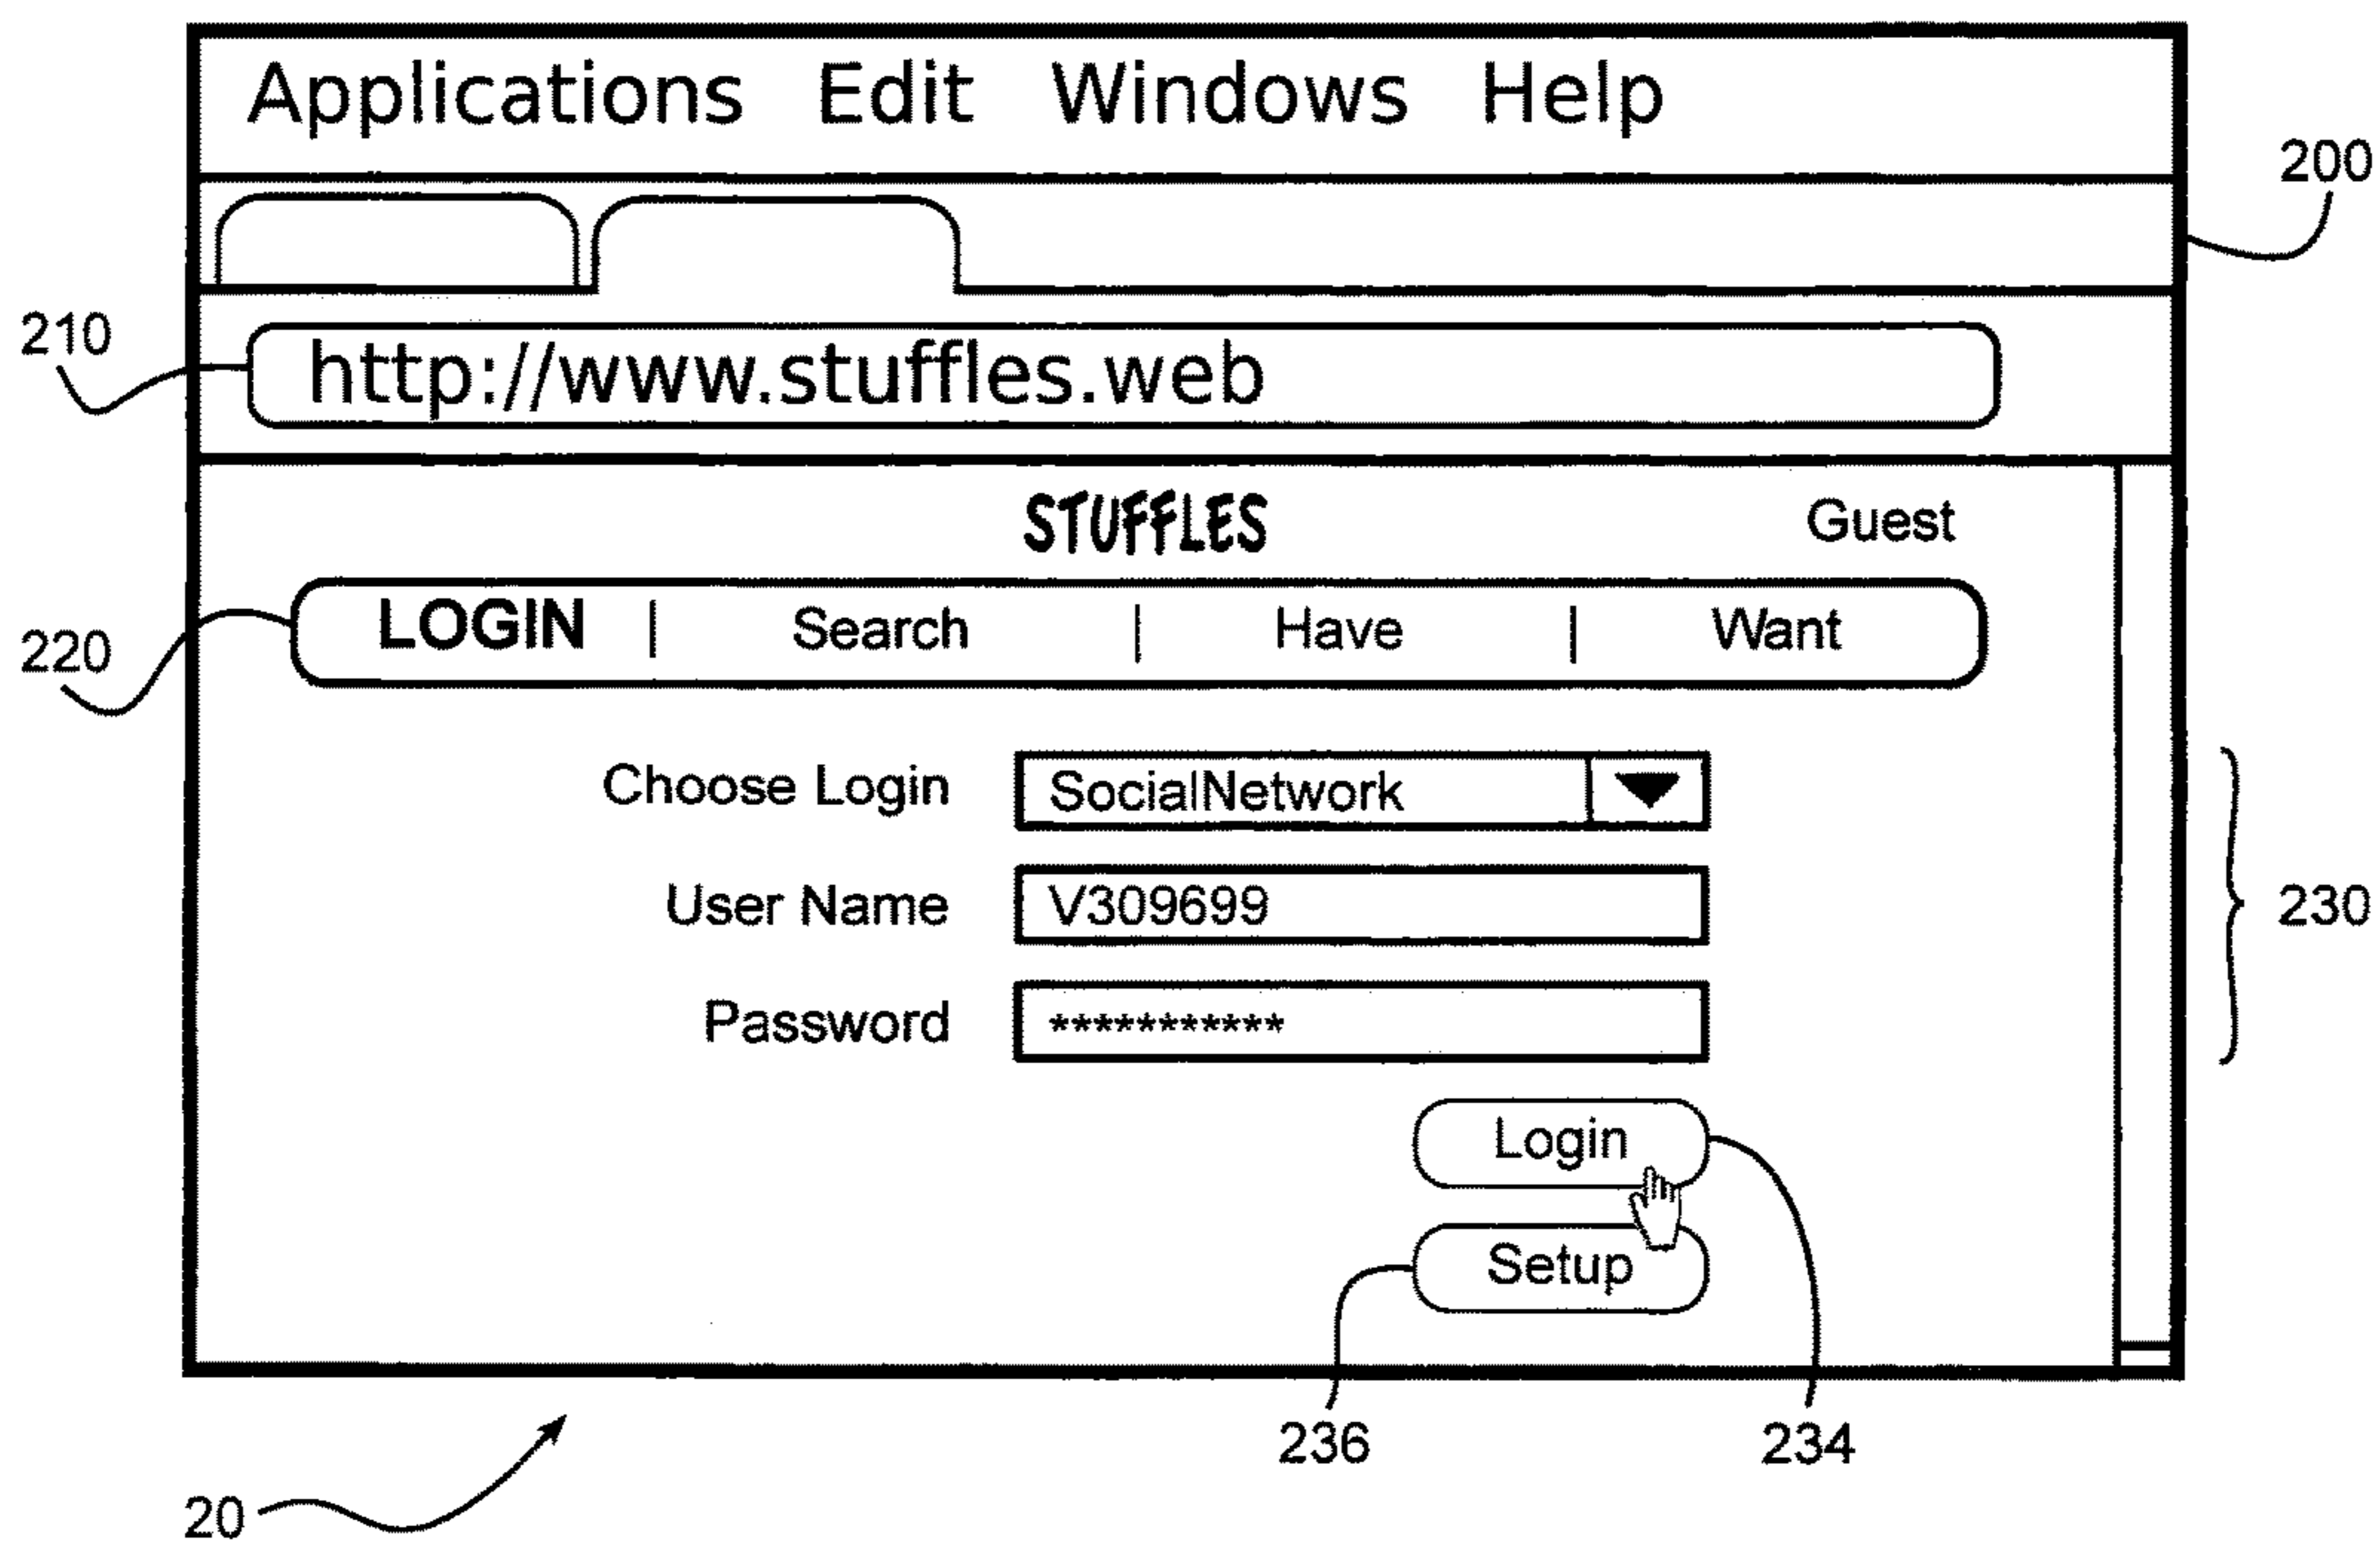 Applications Edit Windows Help
200
210
http://www.stuffles.web
STUFFLES Guest
220
LOGIN | Search | Have | Want
Choose Login SocialNetwork
User Name V309699
230
Password ***********
Login
Setup
236 234
20